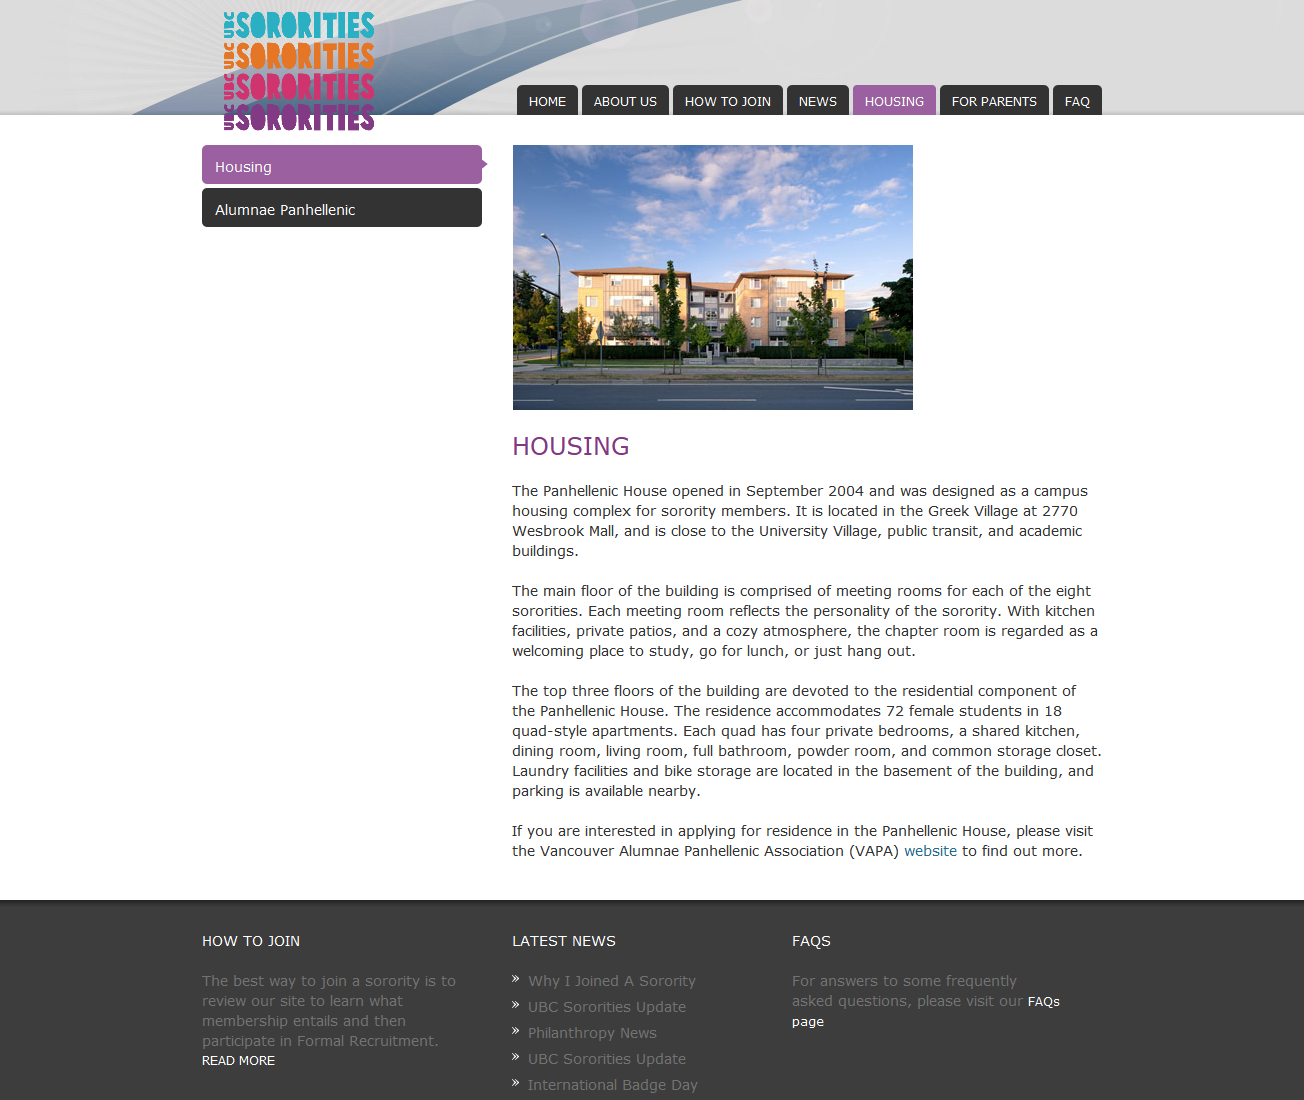 UBC SORORITIES
UBC SORORITIES
UBC SORORITIES
UBC SORORITIES
HOME ABOUT US HOW TO JOIN NEWS HOUSING FOR PARENTS FAQ
Housing
Alumnae Panhellenic
HOUSING
The Panhellenic House opened in September 2004 and was designed as a campus
housing complex for sorority members. It is located in the Greek Village at 2770
Wesbrook Mall, and is close to the University Village, public transit, and academic
buildings.
The main floor of the building is comprised of meeting rooms for each of the eight
sororities. Each meeting room reflects the personality of the sorority. With kitchen
facilities, private patios, and a cozy atmosphere, the chapter room is regarded as a
welcoming place to study, go for lunch, or just hang out.
The top three floors of the building are devoted to the residential component of
the Panhellenic House. The residence accommodates 72 female students in 18
quad-style apartments. Each quad has four private bedrooms, a shared kitchen,
dining room, living room, full bathroom, powder room, and common storage closet.
Laundry facilities and bike storage are located in the basement of the building, and
parking is available nearby.
If you are interested in applying for residence in the Panhellenic House, please visit
the Vancouver Alumnae Panhellenic Association (VAPA) website to find out more.
HOW TO JOIN
The best way to join a sorority is to
review our site to learn what
membership entails and then
participate in Formal Recruitment.
READ MORE
LATEST NEWS
» Why I Joined A Sorority
» UBC Sororities Update
» Philanthropy News
» UBC Sororities Update
» International Badge Day
FAQS
For answers to some frequently
asked questions, please visit our FAQs
page